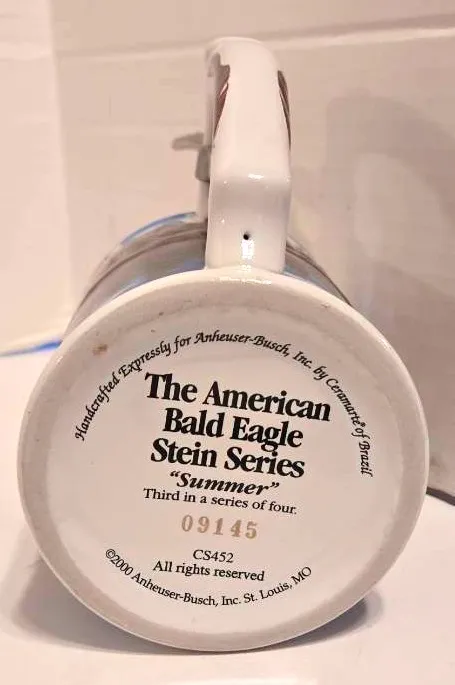 Handcrafted Expressly for Anheuser-Busch, Inc. by Ceramarte® of Brazil
The American
Bald Eagle
Stein Series
"Summer"
Third in a series of four.
09145
CS452
All rights reserved
©2000 Anheuser-Busch, Inc. St. Louis, MO